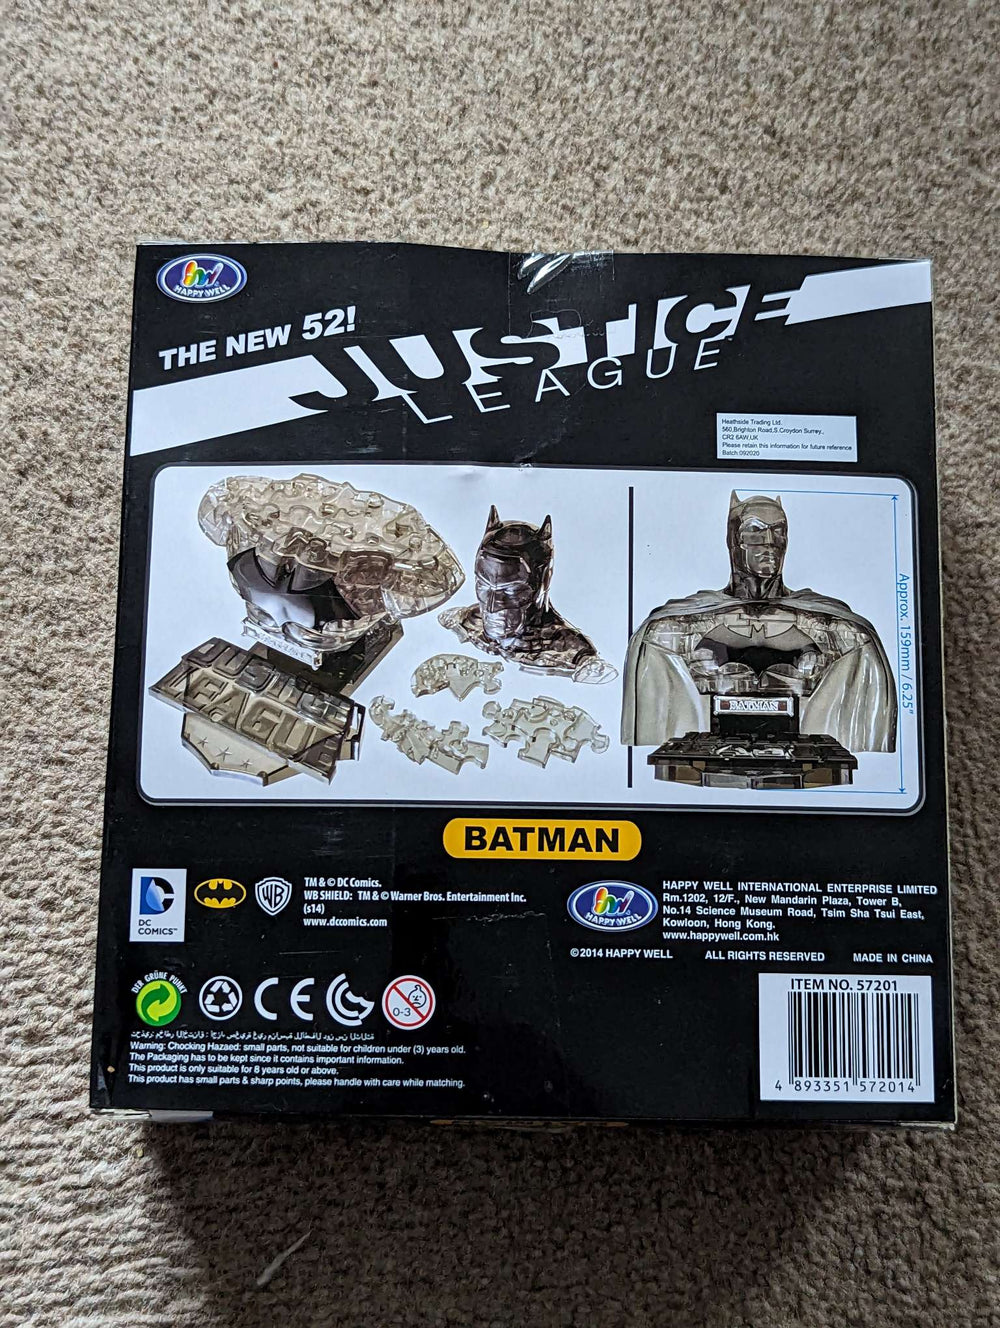 HAPPY WELL
THE NEW 52!
JUSTICE
LEAGUE™
Heathside Trading Ltd.
560,Brighton Road,S.Croydon Surrey,,
CR2 6AW,UK
Please retain this information for future reference
Batch:092020
JUSTICE
LEAGUE
BATMAN
Approx. 159mm / 6.25"
BATMAN
DC
COMICS™
WB
TM & © DC Comics.
WB SHIELD: TM & © Warner Bros. Entertainment Inc.
(s14)
www.dccomics.com
HAPPY WELL
HAPPY WELL INTERNATIONAL ENTERPRISE LIMITED
Rm.1202, 12/F., New Mandarin Plaza, Tower B,
No.14 Science Museum Road, Tsim Sha Tsui East,
Kowloon, Hong Kong.
www.happywell.com.hk
©2014 HAPPY WELL ALL RIGHTS RESERVED MADE IN CHINA
DER GRÜNE PUNKT
CE
0-3
Warning: Chocking Hazaed: small parts, not suitable for children under (3) years old.
The Packaging has to be kept since it contains important information.
This product is only suitable for 8 years old or above.
This product has small parts & sharp points, please handle with care while matching.
ITEM NO. 57201
4 893351 572014